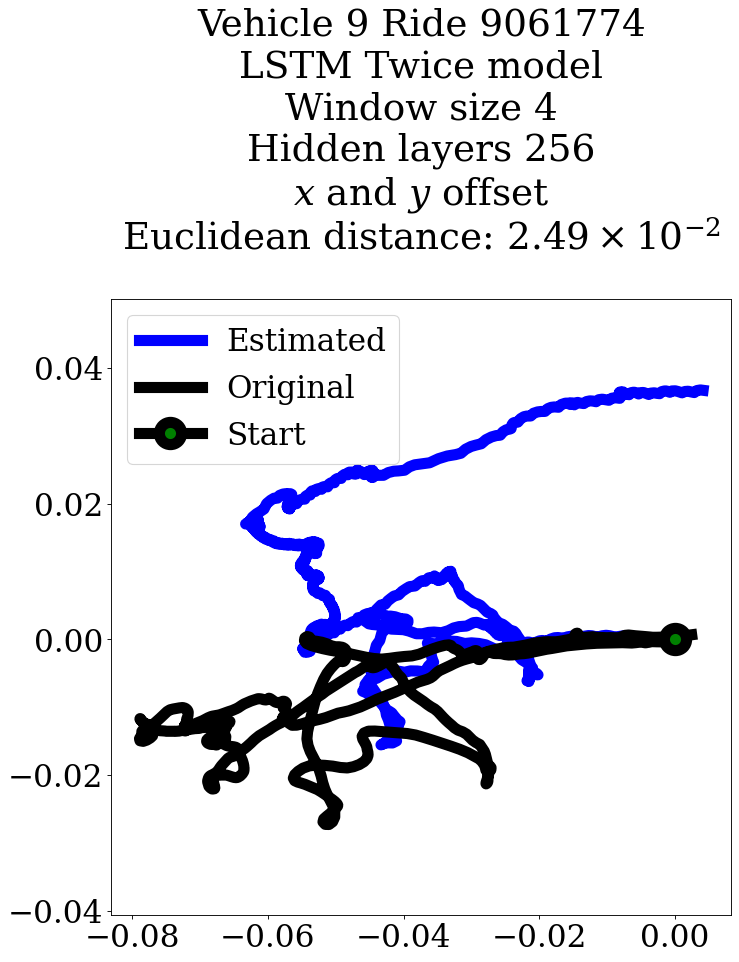 Vehicle 9 Ride 9061774
LSTM Twice model
Window size 4
Hidden layers 256
x and y offset
Euclidean distance: 2.49 × 10⁻²
Estimated
Original
Start
0.04
0.02
0.00
−0.02
−0.04
−0.08 −0.06 −0.04 −0.02 0.00